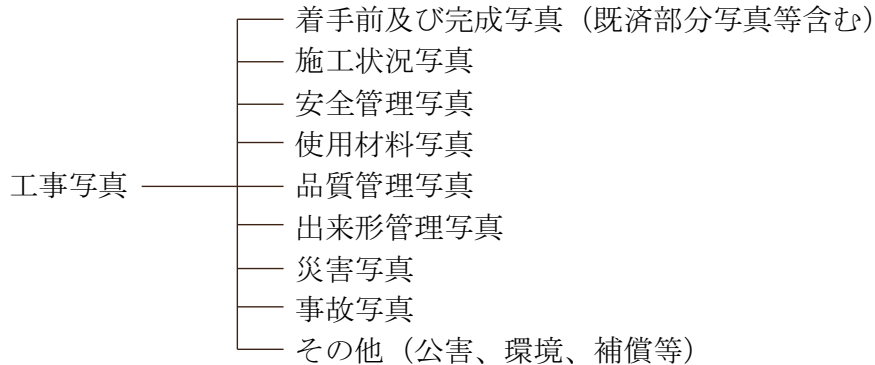 着手前及び完成写真（既済部分写真等含む）
施工状況写真
安全管理写真
使用材料写真
工事写真
品質管理写真
出来形管理写真
災害写真
事故写真
その他（公害、環境、補償等）